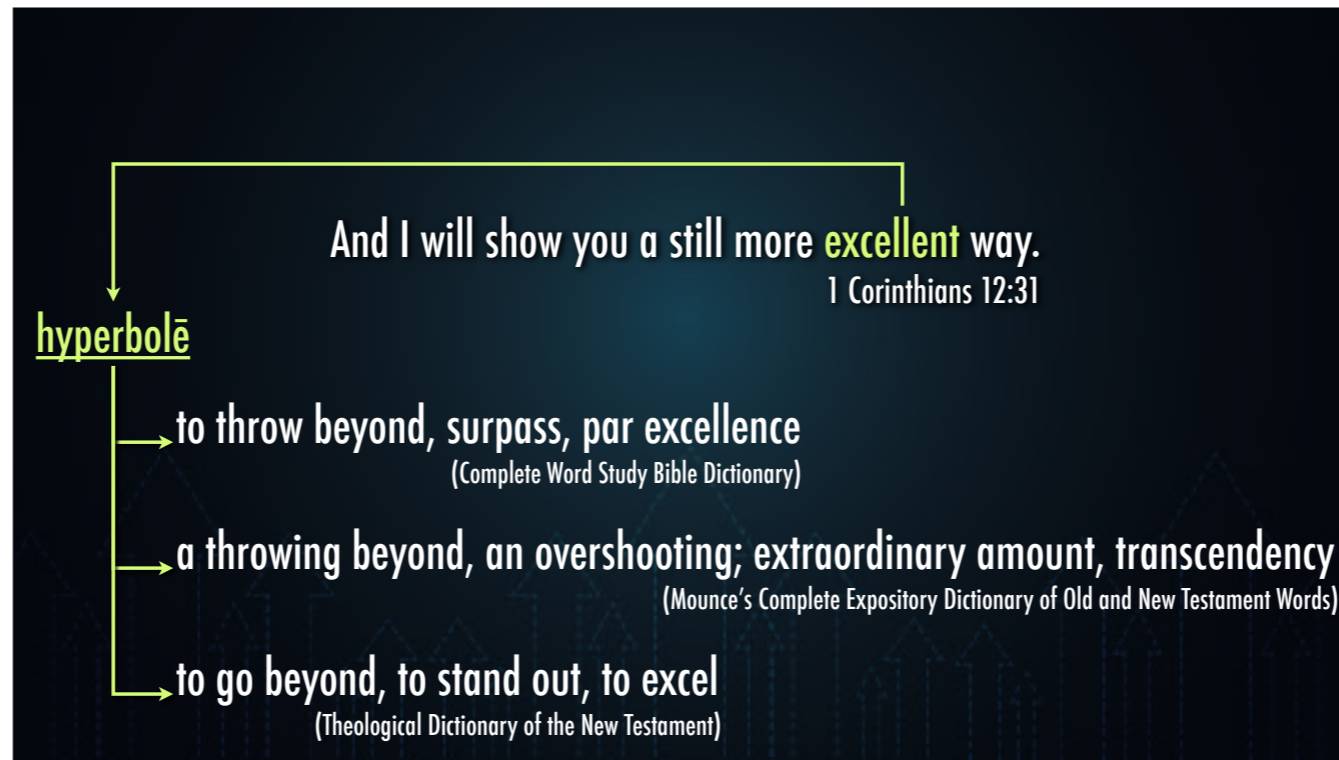 And I will show you a still more excellent way.
1 Corinthians 12:31
hyperbolē
to throw beyond, surpass, par excellence
(Complete Word Study Bible Dictionary)
a throwing beyond, an overshooting; extraordinary amount, transcendency
(Mounce’s Complete Expository Dictionary of Old and New Testament Words)
to go beyond, to stand out, to excel
(Theological Dictionary of the New Testament)